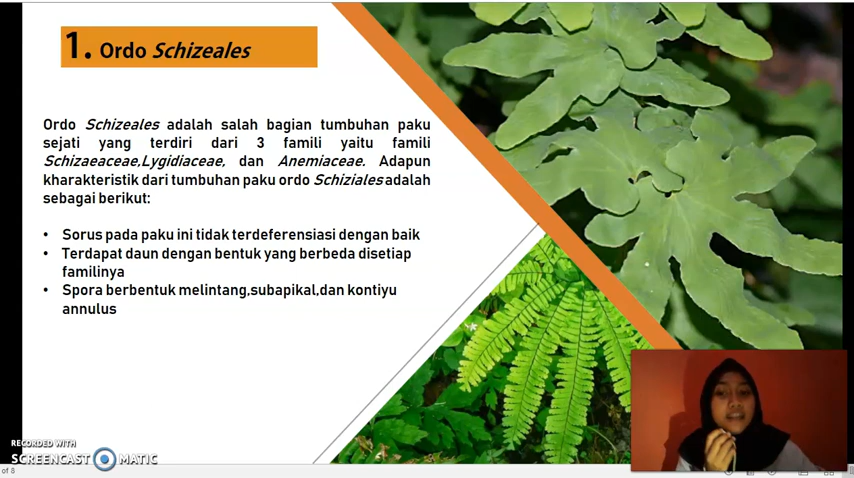 1. Ordo Schizeales
Ordo Schizeales adalah salah bagian tumbuhan paku
sejati yang terdiri dari 3 famili yaitu famili
Schizaeaceae,Lygidiaceae, dan Anemiaceae. Adapun
kharakteristik dari tumbuhan paku ordo Schiziales adalah
sebagai berikut:
• Sorus pada paku ini tidak terdeferensiasi dengan baik
• Terdapat daun dengan bentuk yang berbeda disetiap
familinya
• Spora berbentuk melintang,subapikal,dan kontiyu
annulus
RECORDED WITH
SCREENCAST MATIC
of 8